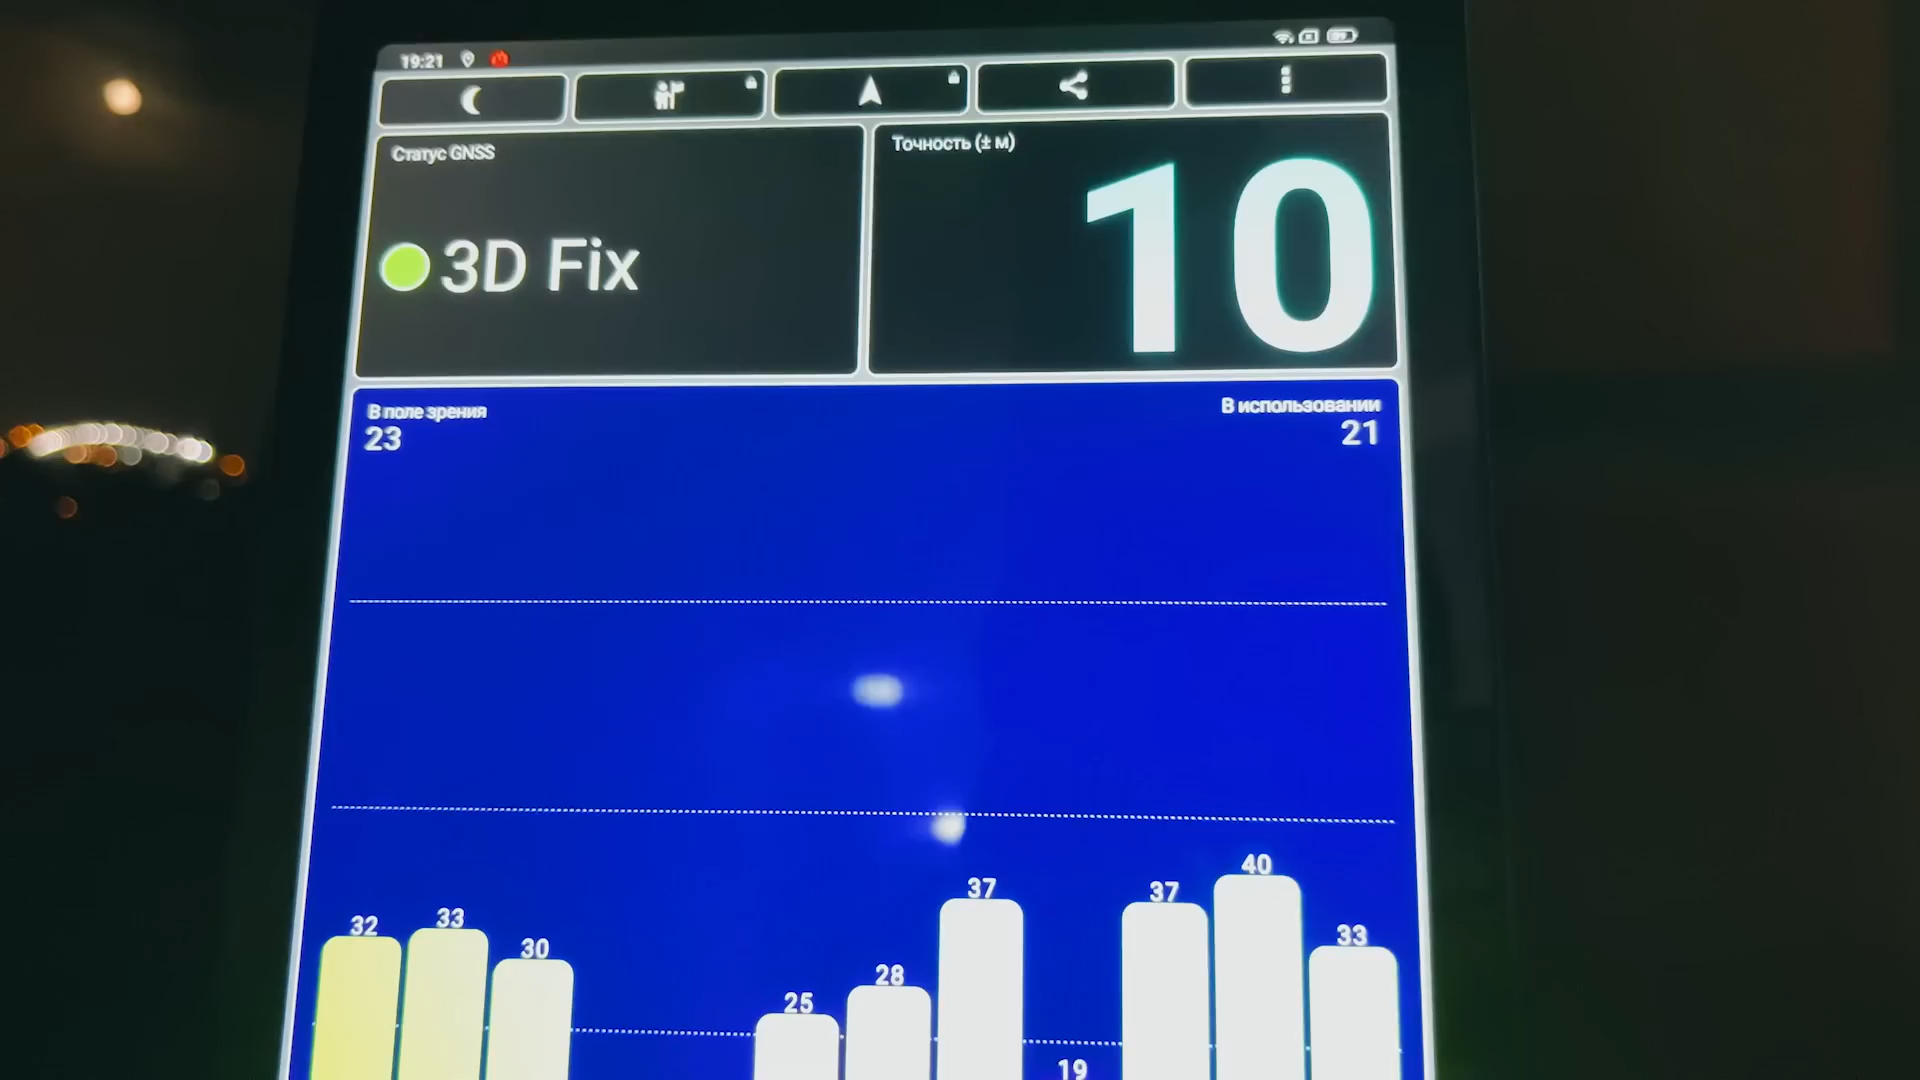 19:21
Статус GNSS
3D Fix
Точность (± м)
10
В поле зрения
23
В использовании
21
32
33
30
25
28
37
19
37
40
33